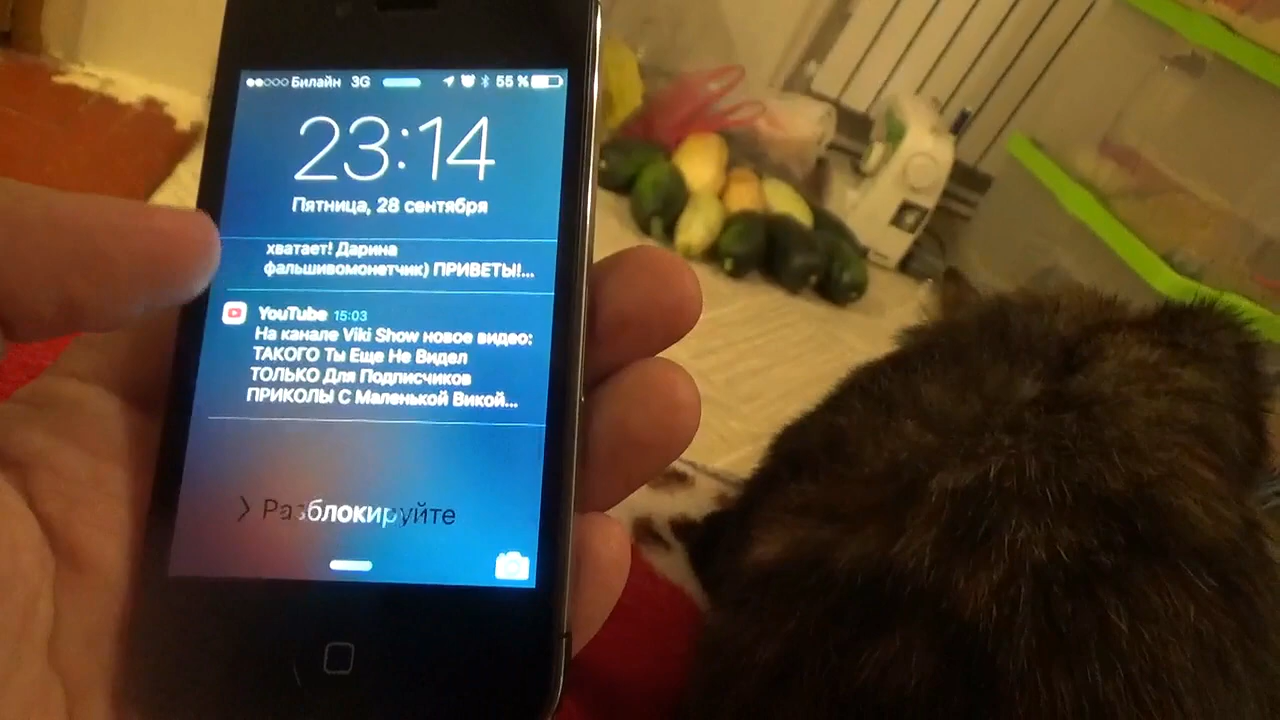 Билайн 3G 55 %
23:14
Пятница, 28 сентября
хватает! Дарина
фальшивомонетчик) ПРИВЕТЫ!...
YouTube 15:03
На канале Viki Show новое видео:
ТАКОГО Ты Еще Не Видел
ТОЛЬКО Для Подписчиков
ПРИКОЛЫ С Маленькой Викой...
> Разблокируйте